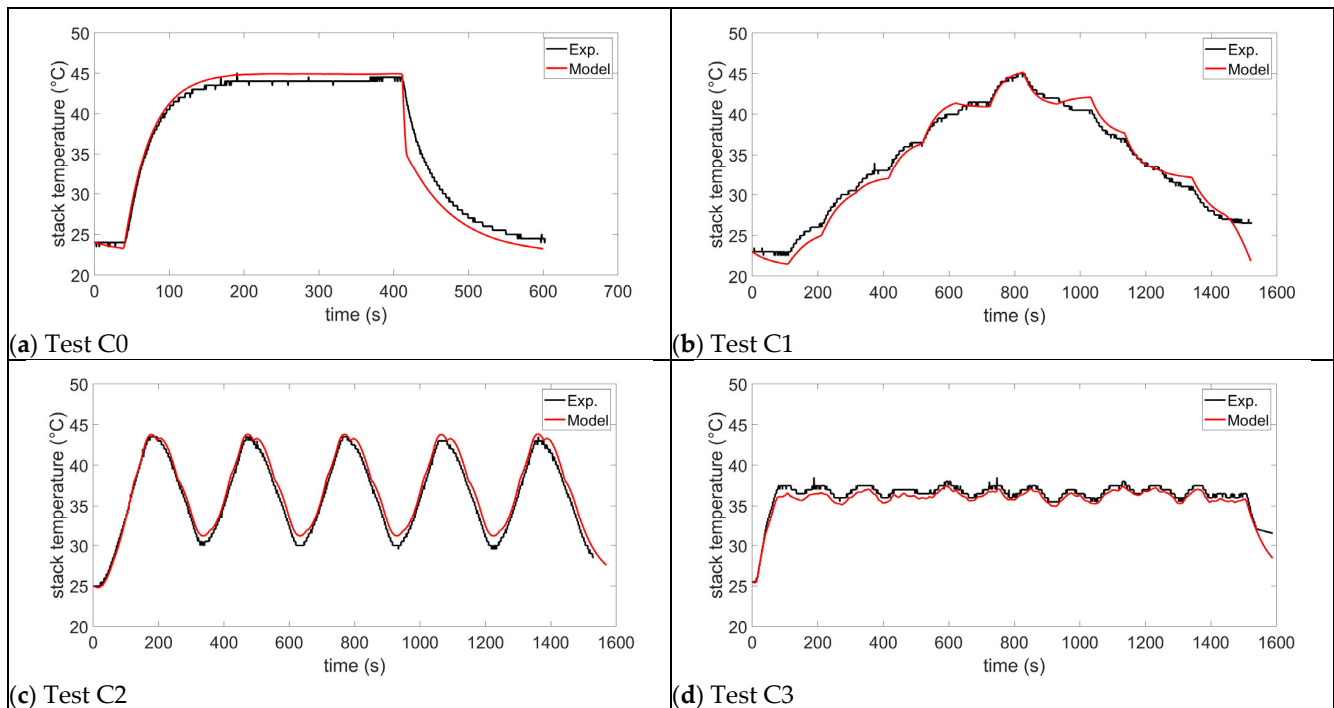 50
45
40
35
30
25
20
stack temperature (°C)
Exp.
Model
0 100 200 300 400 500 600 700
time (s)
(a) Test C0
50
45
40
35
30
25
20
stack temperature (°C)
Exp.
Model
0 200 400 600 800 1000 1200 1400 1600
time (s)
(b) Test C1
50
45
40
35
30
25
20
stack temperature (°C)
Exp.
Model
0 200 400 600 800 1000 1200 1400 1600
time (s)
(c) Test C2
50
45
40
35
30
25
20
stack temperature (°C)
Exp.
Model
0 200 400 600 800 1000 1200 1400 1600
time (s)
(d) Test C3